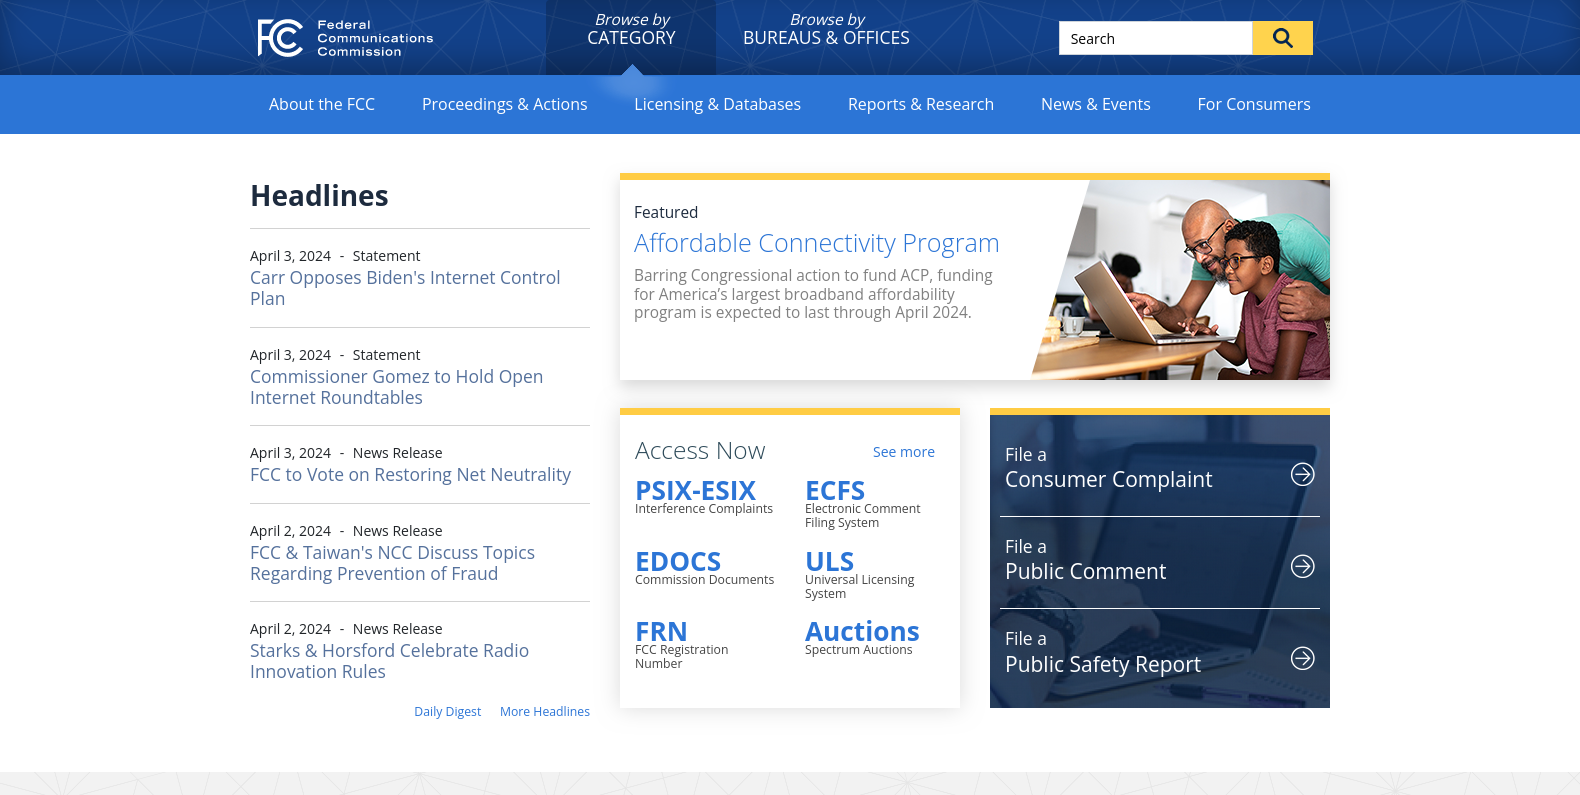 FCC
Federal
Communications
Commission
Browse by
CATEGORY
Browse by
BUREAUS & OFFICES
Search
About the FCC
Proceedings & Actions
Licensing & Databases
Reports & Research
News & Events
For Consumers
Headlines
April 3, 2024 - Statement
Carr Opposes Biden's Internet Control
Plan
April 3, 2024 - Statement
Commissioner Gomez to Hold Open
Internet Roundtables
April 3, 2024 - News Release
FCC to Vote on Restoring Net Neutrality
April 2, 2024 - News Release
FCC & Taiwan's NCC Discuss Topics
Regarding Prevention of Fraud
April 2, 2024 - News Release
Starks & Horsford Celebrate Radio
Innovation Rules
Daily Digest
More Headlines
Featured
Affordable Connectivity Program
Barring Congressional action to fund ACP, funding
for America’s largest broadband affordability
program is expected to last through April 2024.
Access Now
See more
PSIX-ESIX
Interference Complaints
ECFS
Electronic Comment
Filing System
EDOCS
Commission Documents
ULS
Universal Licensing
System
FRN
FCC Registration
Number
Auctions
Spectrum Auctions
File a
Consumer Complaint
File a
Public Comment
File a
Public Safety Report